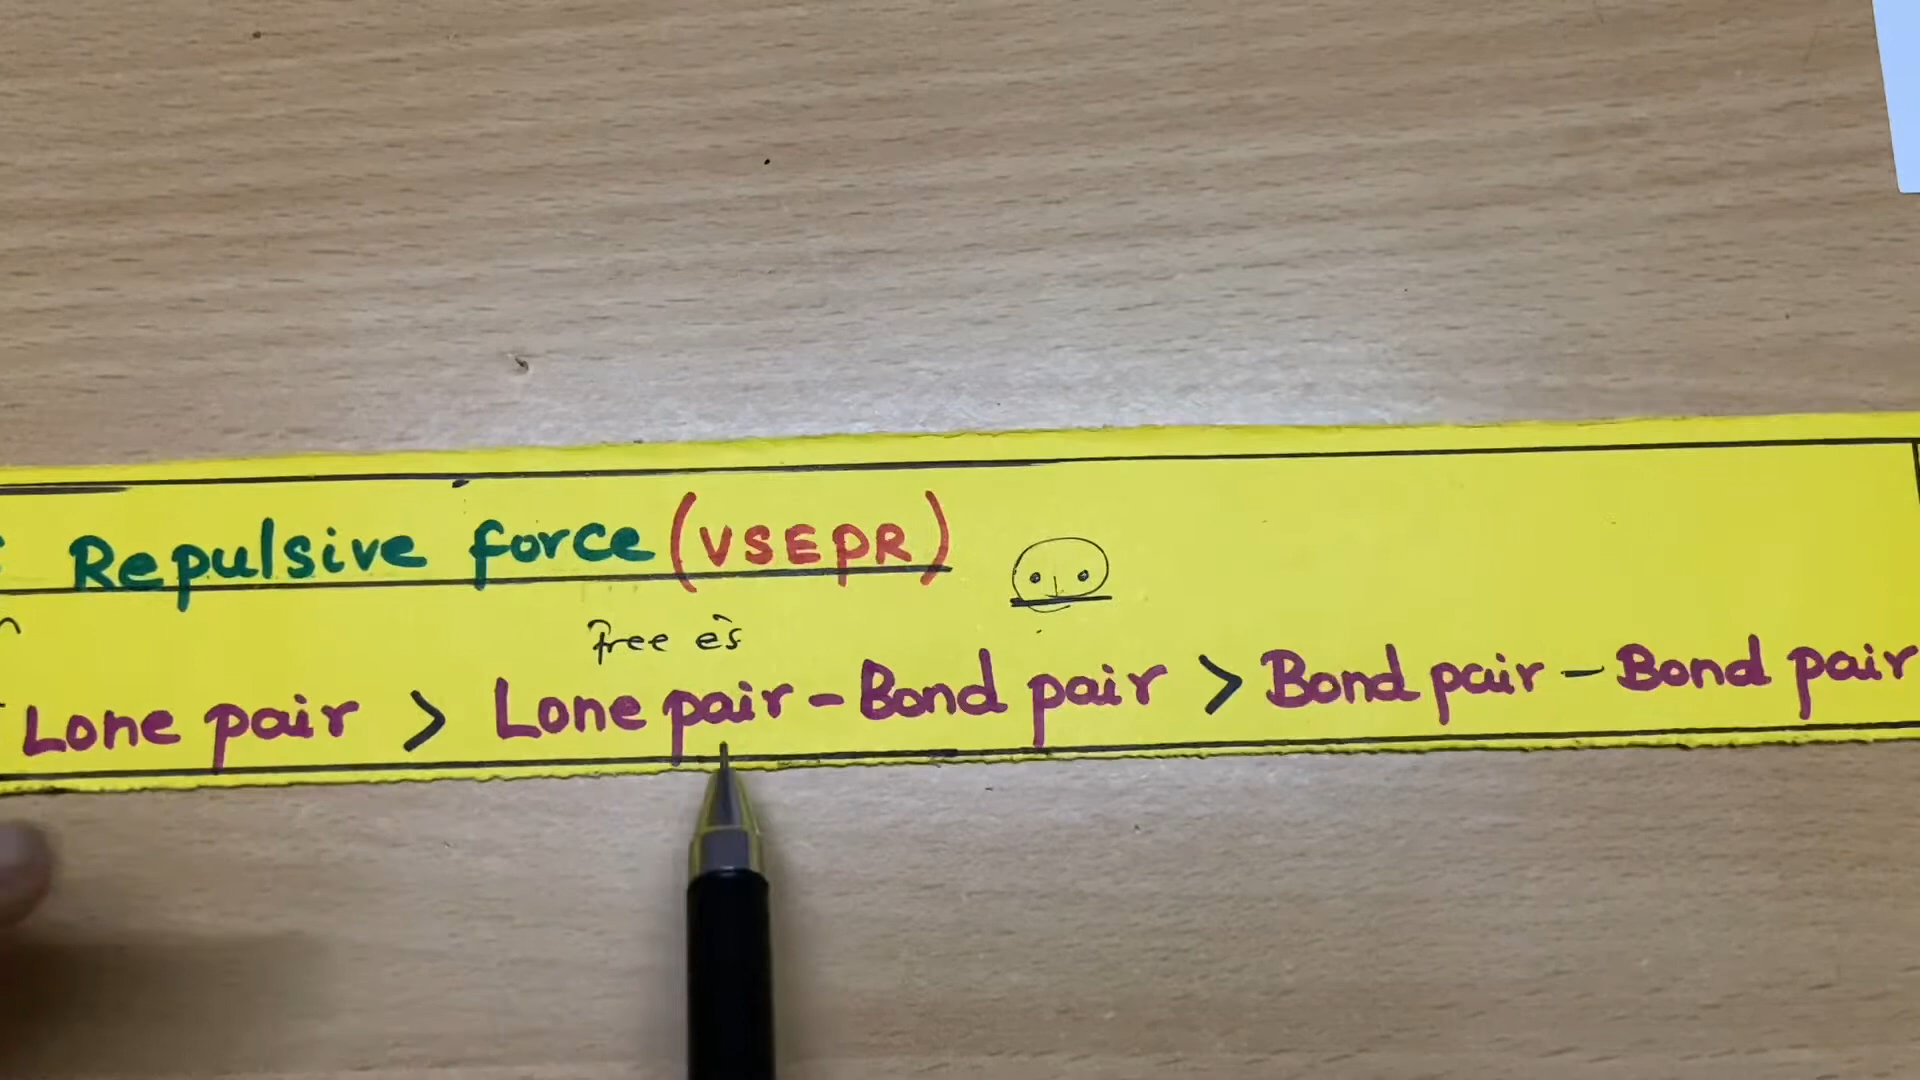 Repulsive force (VSEPR)
free e's
Lone pair > Lone pair - Bond pair > Bond pair - Bond pair